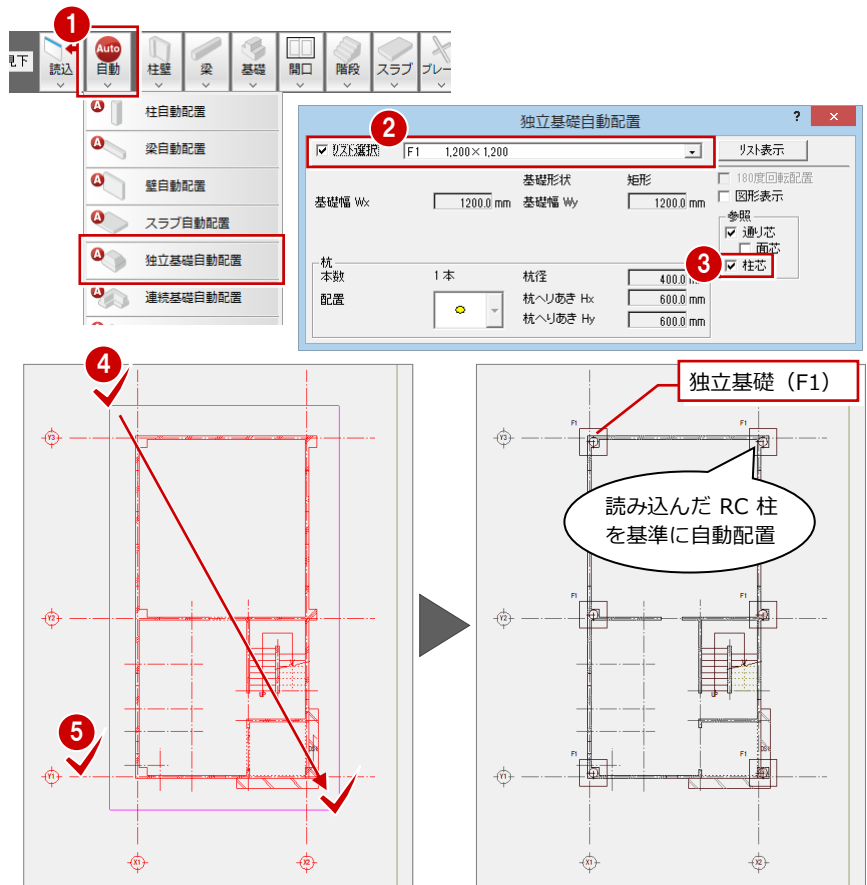 1
見下
読込
Auto
自動
柱壁
梁
基礎
開口
階段
スラブ
ブレー
A 柱自動配置
A 梁自動配置
A 壁自動配置
A スラブ自動配置
A 独立基礎自動配置
A 連続基礎自動配置
2
独立基礎自動配置
? ×
リスト選択 F1 1,200×1,200
リスト表示
基礎形状 矩形
180度回転配置
基礎幅 Wx 1200.0 mm 基礎幅 Wy 1200.0 mm
図形表示
参照
通り芯
面芯
3
柱芯
杭
本数 1 本 杭径 400.0
配置
杭へりあき Hx 600.0 mm
杭へりあき Hy 600.0 mm
4
独立基礎（F1）
Y3
Y2
UP
5
DSt
Y1
X1 X2
F1 F1
Y3
読み込んだ RC 柱
を基準に自動配置
F1 F1
Y2
UP
F1 F1
DSt
Y1
X1 X2